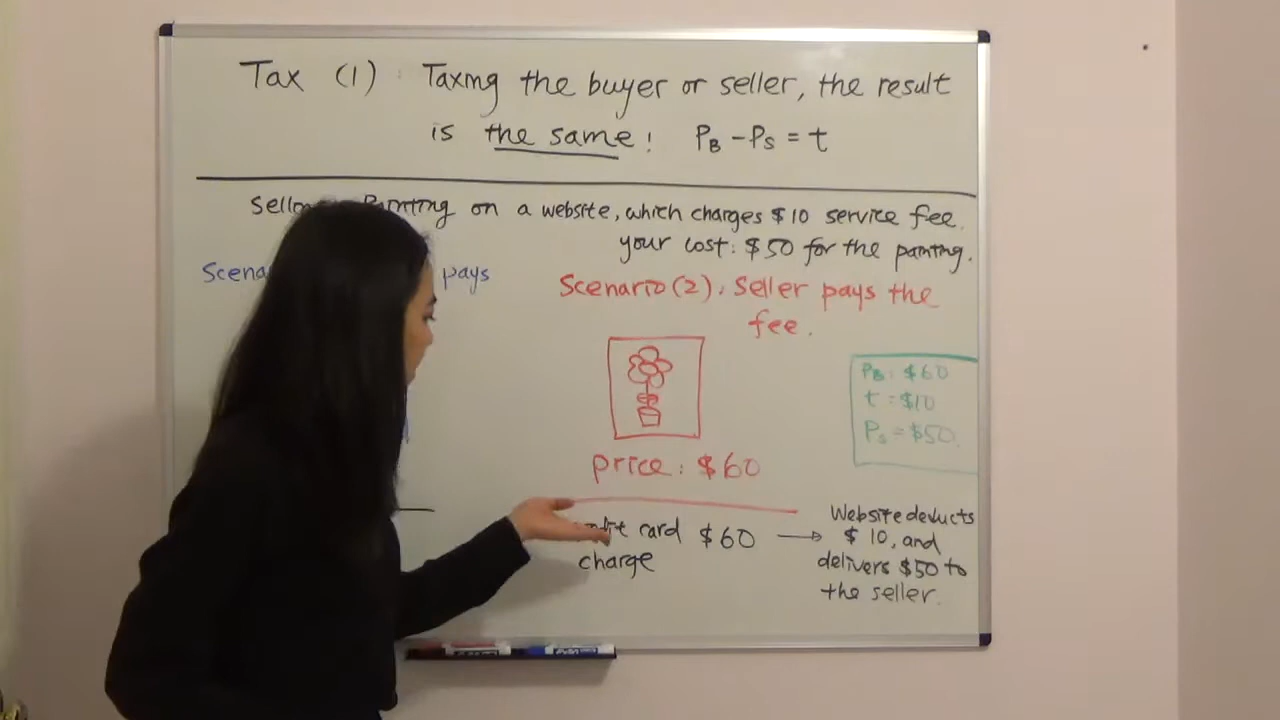 Tax (1): Taxing the buyer or seller, the result
is the same! PB - PS = t
Painting on a website, which charges $10 service fee.
your cost: $50 for the painting.
pays
Scenario (2). Seller pays the
fee.
PB: $60
t = $10
Ps = $50.
price: $60
card $60 → Website deducts
charge
$10, and
delivers $50 to
the seller.